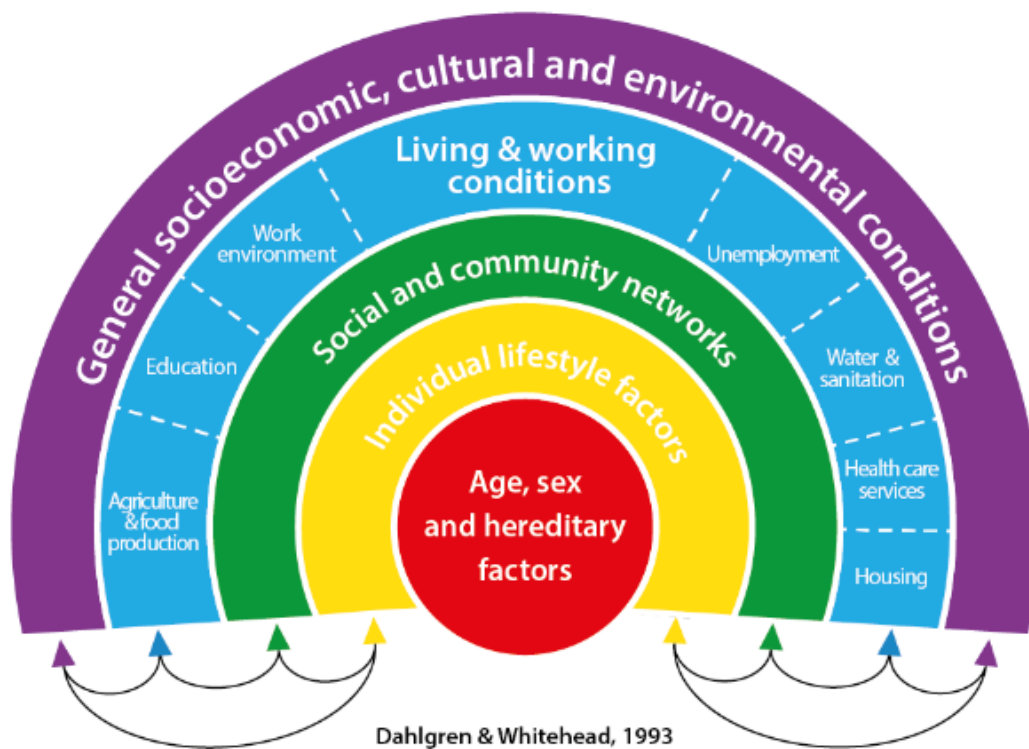 General socioeconomic, cultural and environmental conditions
Living & working
conditions
Work
environment
Unemployment
Education
Water &
sanitation
Agriculture
& food
production
Health care
services
Housing
Social and community networks
Individual lifestyle factors
Age, sex
and hereditary
factors
Dahlgren & Whitehead, 1993